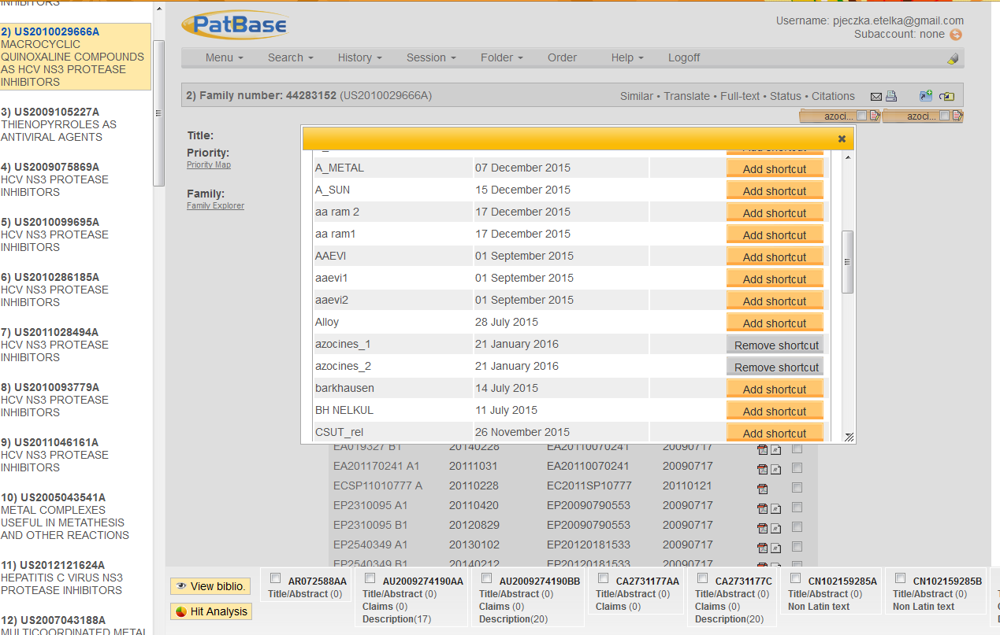 INHIBITORS
2) US2010029666A
MACROCYCLIC
QUINOXALINE COMPOUNDS
AS HCV NS3 PROTEASE
INHIBITORS
3) US2009105227A
THIENOPYRROLES AS
ANTIVIRAL AGENTS
4) US2009075869A
HCV NS3 PROTEASE
INHIBITORS
5) US2010099695A
HCV NS3 PROTEASE
INHIBITORS
6) US2010286185A
HCV NS3 PROTEASE
INHIBITORS
7) US2011028494A
HCV NS3 PROTEASE
INHIBITORS
8) US2010093779A
HCV NS3 PROTEASE
INHIBITORS
9) US2011046161A
HCV NS3 PROTEASE
INHIBITORS
10) US2005043541A
METAL COMPLEXES
USEFUL IN METATHESIS
AND OTHER REACTIONS
11) US2012121624A
HEPATITIS C VIRUS NS3
PROTEASE INHIBITORS
12) US2007043188A
MULTICOORDINATED METAL
PatBase
Username: pjeczka.etelka@gmail.com
Subaccount: none
Menu Search History Session Folder Order Help Logoff
2) Family number: 44283152 (US2010029666A)
Similar • Translate • Full-text • Status • Citations
azoci... azoci...
Title:
Priority:
Priority Map
Family:
Family Explorer
Add shortcut
A_METAL 07 December 2015 Add shortcut
A_SUN 15 December 2015 Add shortcut
aa ram 2 17 December 2015 Add shortcut
aa ram1 17 December 2015 Add shortcut
AAEVI 01 September 2015 Add shortcut
aaevi1 01 September 2015 Add shortcut
aaevi2 01 September 2015 Add shortcut
Alloy 28 July 2015 Add shortcut
azocines_1 21 January 2016 Remove shortcut
azocines_2 21 January 2016 Remove shortcut
barkhausen 14 July 2015 Add shortcut
BH NELKUL 11 July 2015 Add shortcut
CSUT_rel 26 November 2015 Add shortcut
EA019327 B1 20140228 EA20110070241 20090717
EA201170241 A1 20111031 EA20110070241 20090717
ECSP11010777 A 20110228 EC2011SP10777 20110121
EP2310095 A1 20110420 EP20090790553 20090717
EP2310095 B1 20120829 EP20090790553 20090717
EP2540349 A1 20130102 EP20120181533 20090717
EP2540349 B1 20140212 EP20120181533 20090717
View biblio.
Hit Analysis
AR072588AA
Title/Abstract (0)
AU2009274190AA
Title/Abstract (0)
Claims (0)
Description(17)
AU2009274190BB
Title/Abstract (0)
Claims (0)
Description(20)
CA2731177AA
Title/Abstract (0)
Claims (0)
CA2731177C
Title/Abstract (0)
Claims (0)
Description(20)
CN102159285A
Title/Abstract (0)
Non Latin text
CN102159285B
Title/Abstract (0)
Non Latin text